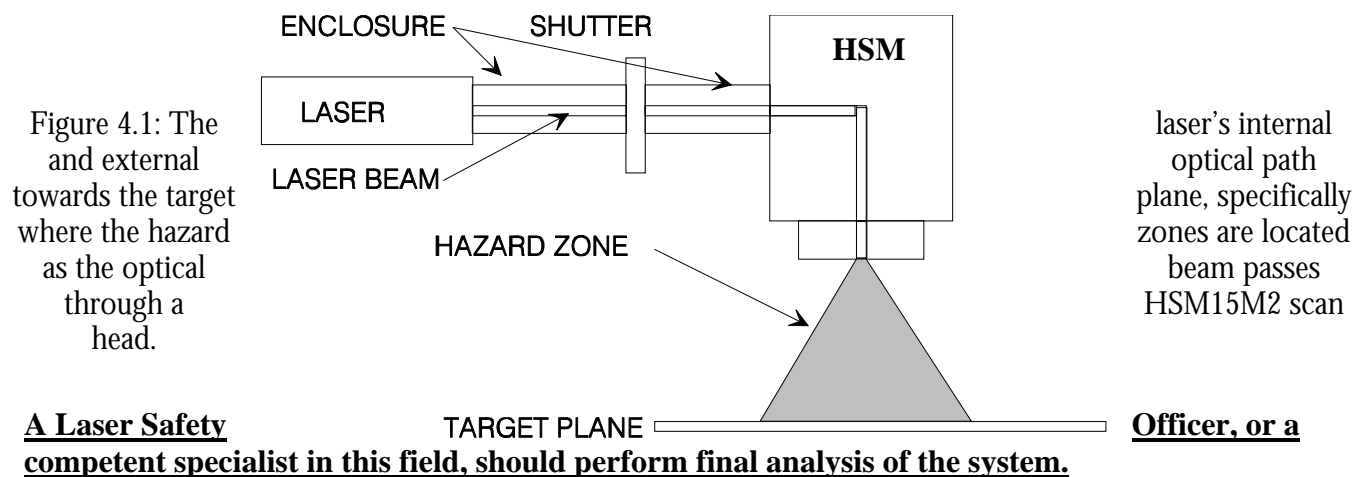 ENCLOSURE SHUTTER
HSM
LASER
LASER BEAM
HAZARD ZONE
TARGET PLANE
Figure 4.1: The laser’s internal
and external optical path
towards the target plane, specifically
where the hazard zones are located
as the optical beam passes
through a HSM15M2 scan
head.
A Laser Safety Officer, or a
competent specialist in this field, should perform final analysis of the system.